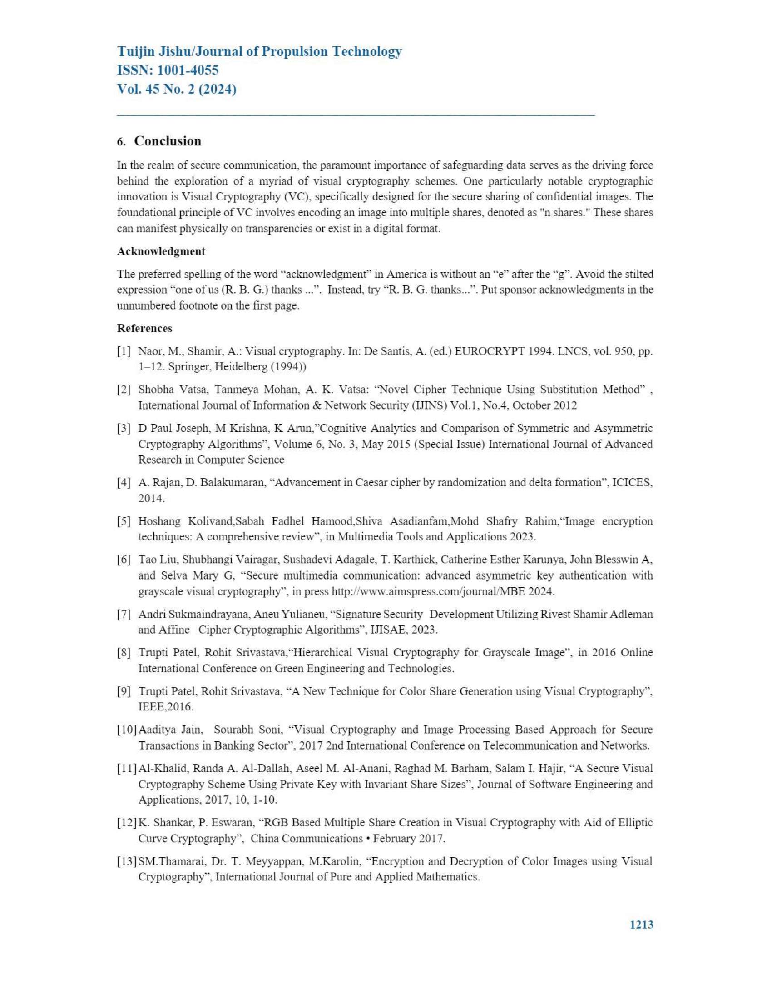 Tuijin Jishu/Journal of Propulsion Technology
ISSN: 1001-4055
Vol. 45 No. 2 (2024)
6. Conclusion
In the realm of secure communication, the paramount importance of safeguarding data serves as the driving force
behind the exploration of a myriad of visual cryptography schemes. One particularly notable cryptographic
innovation is Visual Cryptography (VC), specifically designed for the secure sharing of confidential images. The
foundational principle of VC involves encoding an image into multiple shares, denoted as "n shares." These shares
can manifest physically on transparencies or exist in a digital format.
Acknowledgment
The preferred spelling of the word “acknowledgment” in America is without an “e” after the “g”. Avoid the stilted
expression “one of us (R. B. G.) thanks ...”. Instead, try “R. B. G. thanks...”. Put sponsor acknowledgments in the
unnumbered footnote on the first page.
References
[1] Naor, M., Shamir, A.: Visual cryptography. In: De Santis, A. (ed.) EUROCRYPT 1994. LNCS, vol. 950, pp.
1–12. Springer, Heidelberg (1994))
[2] Shobha Vatsa, Tanmeya Mohan, A. K. Vatsa: “Novel Cipher Technique Using Substitution Method” ,
International Journal of Information & Network Security (IJINS) Vol.1, No.4, October 2012
[3] D Paul Joseph, M Krishna, K Arun,”Cognitive Analytics and Comparison of Symmetric and Asymmetric
Cryptography Algorithms”, Volume 6, No. 3, May 2015 (Special Issue) International Journal of Advanced
Research in Computer Science
[4] A. Rajan, D. Balakumaran, “Advancement in Caesar cipher by randomization and delta formation”, ICICES,
2014.
[5] Hoshang Kolivand,Sabah Fadhel Hamood,Shiva Asadianfam,Mohd Shafry Rahim,“Image encryption
techniques: A comprehensive review”, in Multimedia Tools and Applications 2023.
[6] Tao Liu, Shubhangi Vairagar, Sushadevi Adagale, T. Karthick, Catherine Esther Karunya, John Blesswin A,
and Selva Mary G, “Secure multimedia communication: advanced asymmetric key authentication with
grayscale visual cryptography”, in press http://www.aimspress.com/journal/MBE 2024.
[7] Andri Sukmaindrayana, Aneu Yulianeu, “Signature Security Development Utilizing Rivest Shamir Adleman
and Affine Cipher Cryptographic Algorithms”, IJISAE, 2023.
[8] Trupti Patel, Rohit Srivastava,“Hierarchical Visual Cryptography for Grayscale Image”, in 2016 Online
International Conference on Green Engineering and Technologies.
[9] Trupti Patel, Rohit Srivastava, “A New Technique for Color Share Generation using Visual Cryptography”,
IEEE,2016.
[10] Aaditya Jain, Sourabh Soni, “Visual Cryptography and Image Processing Based Approach for Secure
Transactions in Banking Sector”, 2017 2nd International Conference on Telecommunication and Networks.
[11] Al-Khalid, Randa A. Al-Dallah, Aseel M. Al-Anani, Raghad M. Barham, Salam I. Hajir, “A Secure Visual
Cryptography Scheme Using Private Key with Invariant Share Sizes”, Journal of Software Engineering and
Applications, 2017, 10, 1-10.
[12] K. Shankar, P. Eswaran, “RGB Based Multiple Share Creation in Visual Cryptography with Aid of Elliptic
Curve Cryptography”, China Communications • February 2017.
[13] SM.Thamarai, Dr. T. Meyyappan, M.Karolin, “Encryption and Decryption of Color Images using Visual
Cryptography”, International Journal of Pure and Applied Mathematics.
1213